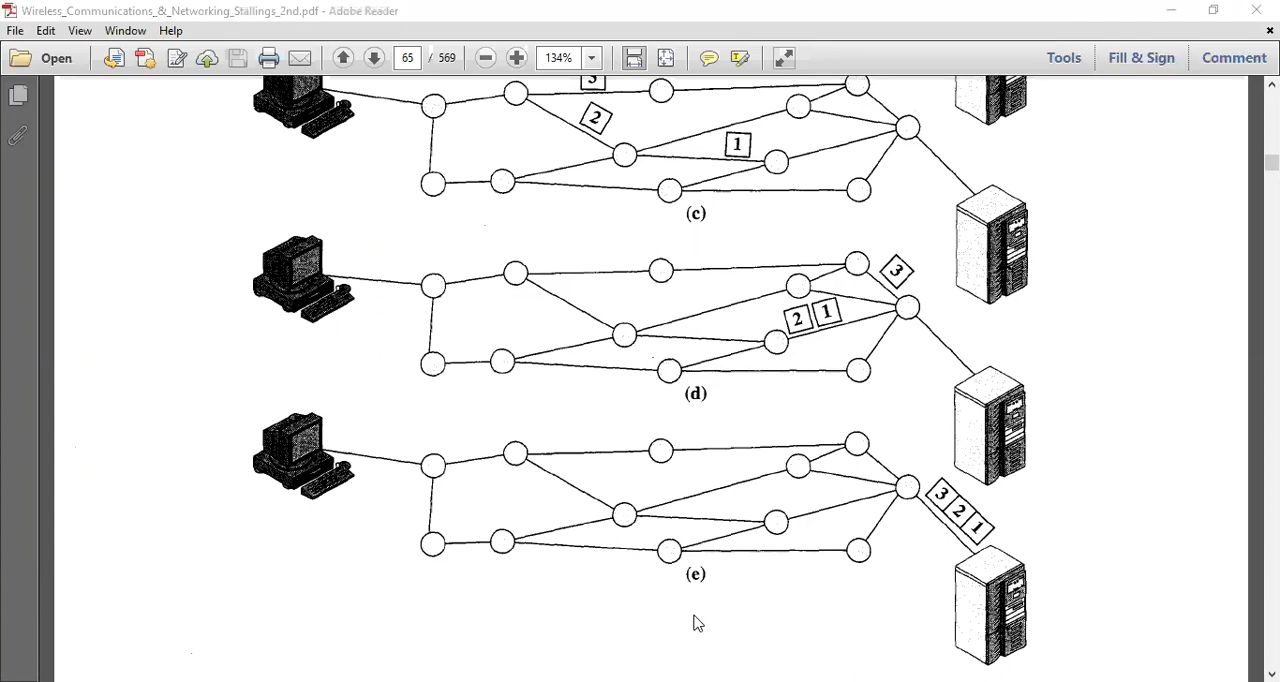 Wireless_Communications_&_Networking_Stallings_2nd.pdf - Adobe Reader
File Edit View Window Help
Open 65 / 569 134% Tools Fill & Sign Comment
3
2
1
(c)
3
2 1
(d)
3 2 1
(e)